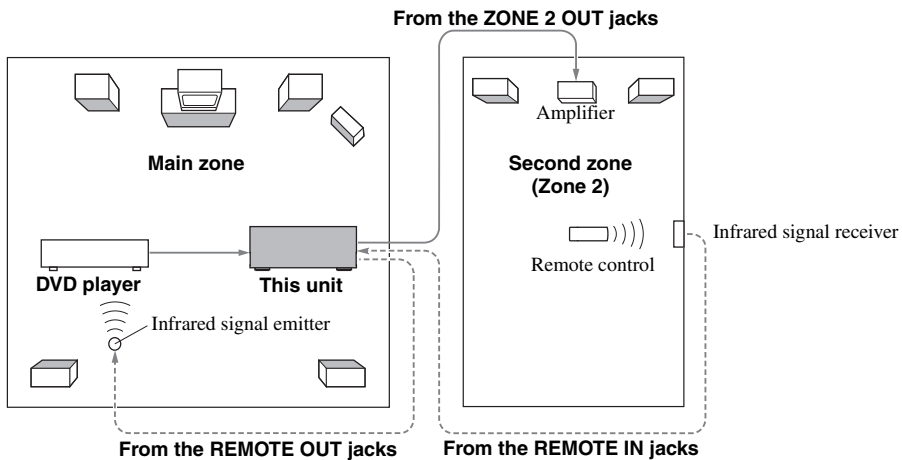 From the ZONE 2 OUT jacks
Amplifier
Main zone
Second zone
(Zone 2)
Infrared signal receiver
Remote control
DVD player
This unit
Infrared signal emitter
From the REMOTE OUT jacks
From the REMOTE IN jacks